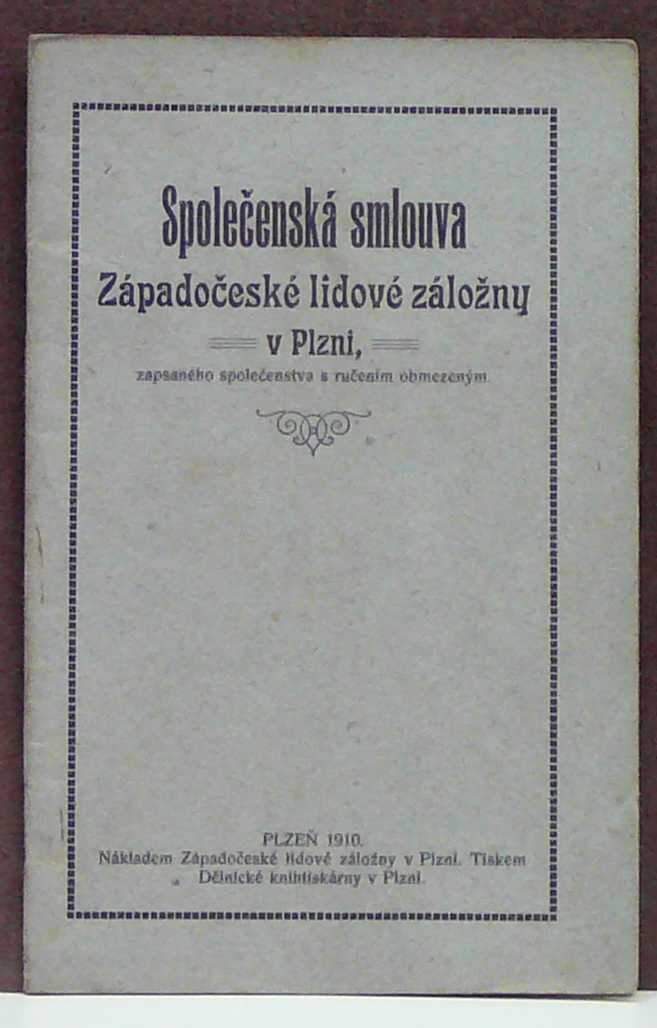 Společenská smlouva
Západočeské lidové záložny
v Plzni,
zapsaného společenstva s ručením obmezeným.
PLZEŇ 1910.
Nákladem Západočeské lidové záložny v Plzni. Tiskem
Dělnické knihtiskárny v Plzni.